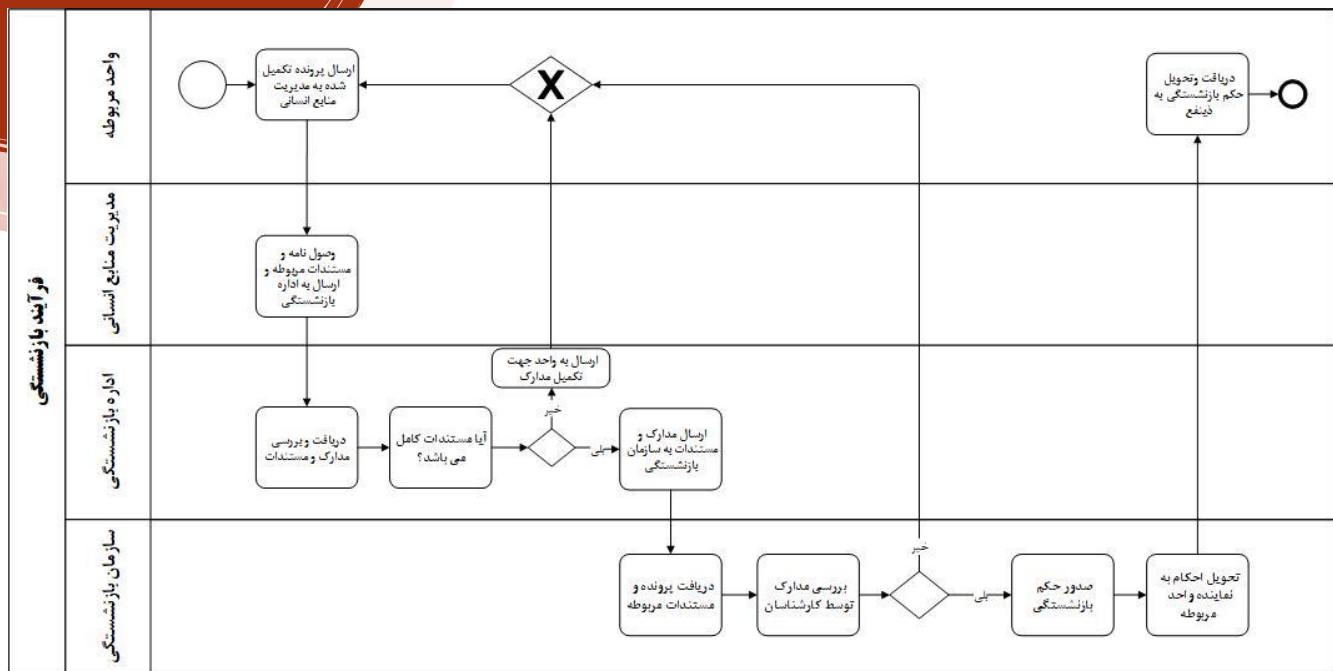 فرآیند بازنشستگی
واحد مربوطه
ارسال پرونده تکمیل
شده به مدیریت
منابع انسانی
X
دریافت و تحویل
حکم بازنشستگی به
ذینفع
مدیریت منابع انسانی
وصول نامه و
مستندات مربوطه و
ارسال به اداره
بازنشستگی
اداره بازنشستگی
دریافت و بررسی
مدارک و مستندات
آیا مستندات کامل
می باشد؟
خیر
ارسال به واحد جهت
تکمیل مدارک
بلی
ارسال مدارک و
مستندات به سازمان
بازنشستگی
سازمان بازنشستگی
دریافت پرونده و
مستندات مربوطه
بررسی مدارک
توسط کارشناسان
خیر
بلی
صدور حکم
بازنشستگی
تحویل احکام به
نماینده واحد
مربوطه